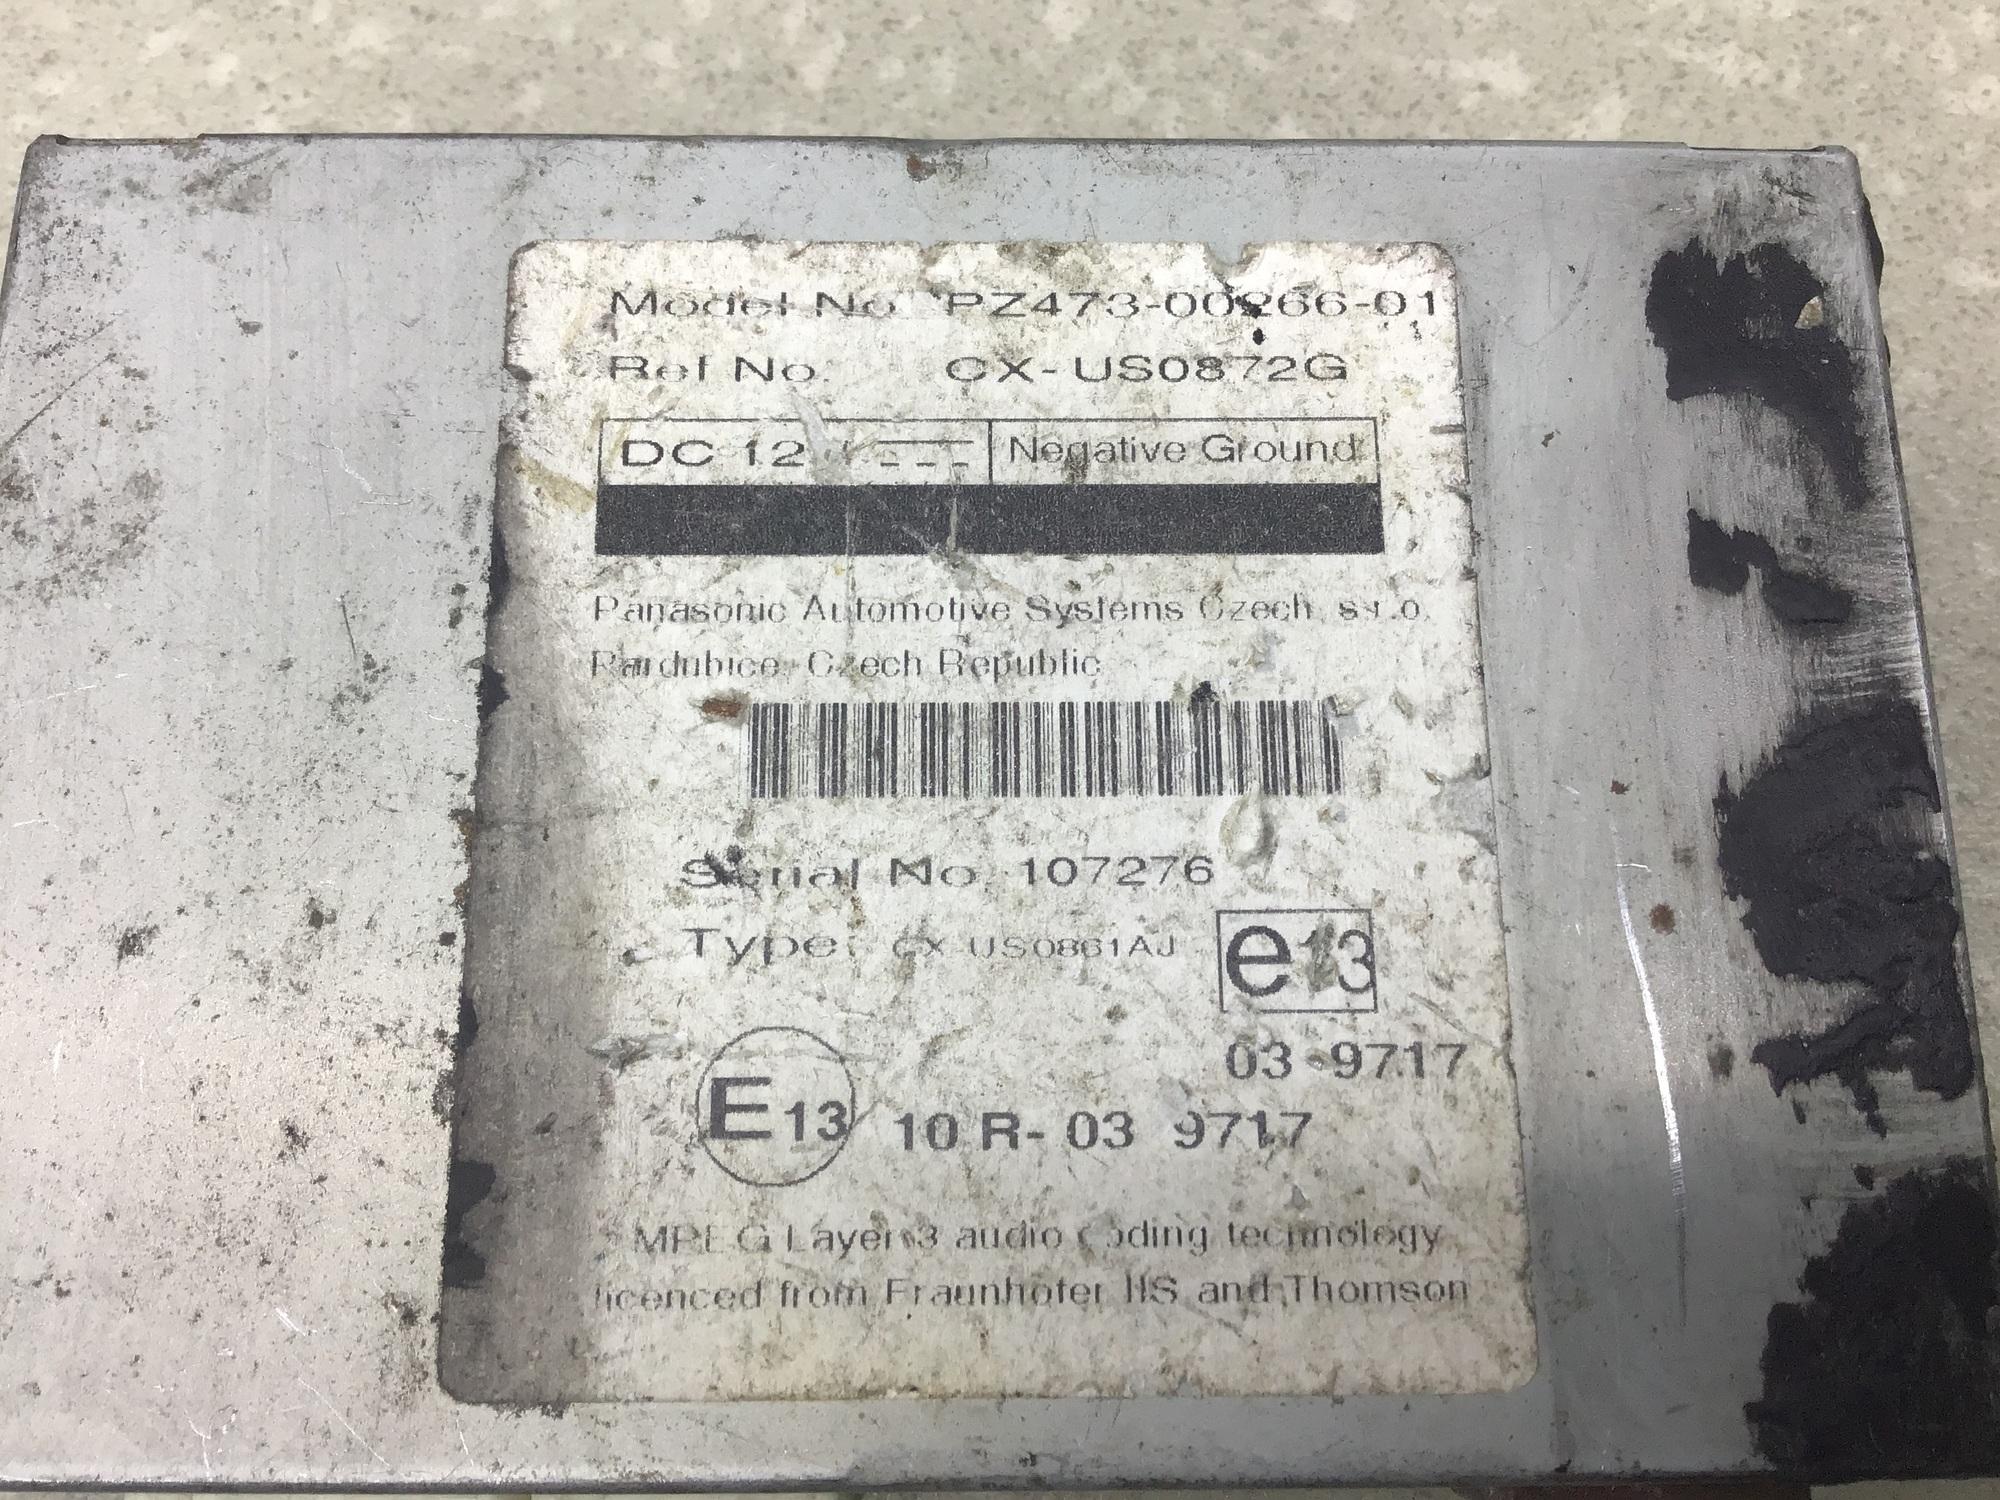 Model No. PZ473-00266-01
Ref No. CX-US0872G
DC 12V Negative Ground
Panasonic Automotive Systems Czech, s.r.o.
Pardubice, Czech Republic
Serial No. 107276
Type: CX-US0861AJ e13
03 9717
E13 10 R- 03 9717
MPEG Layer-3 audio coding technology
licenced from Fraunhofer IIS and Thomson